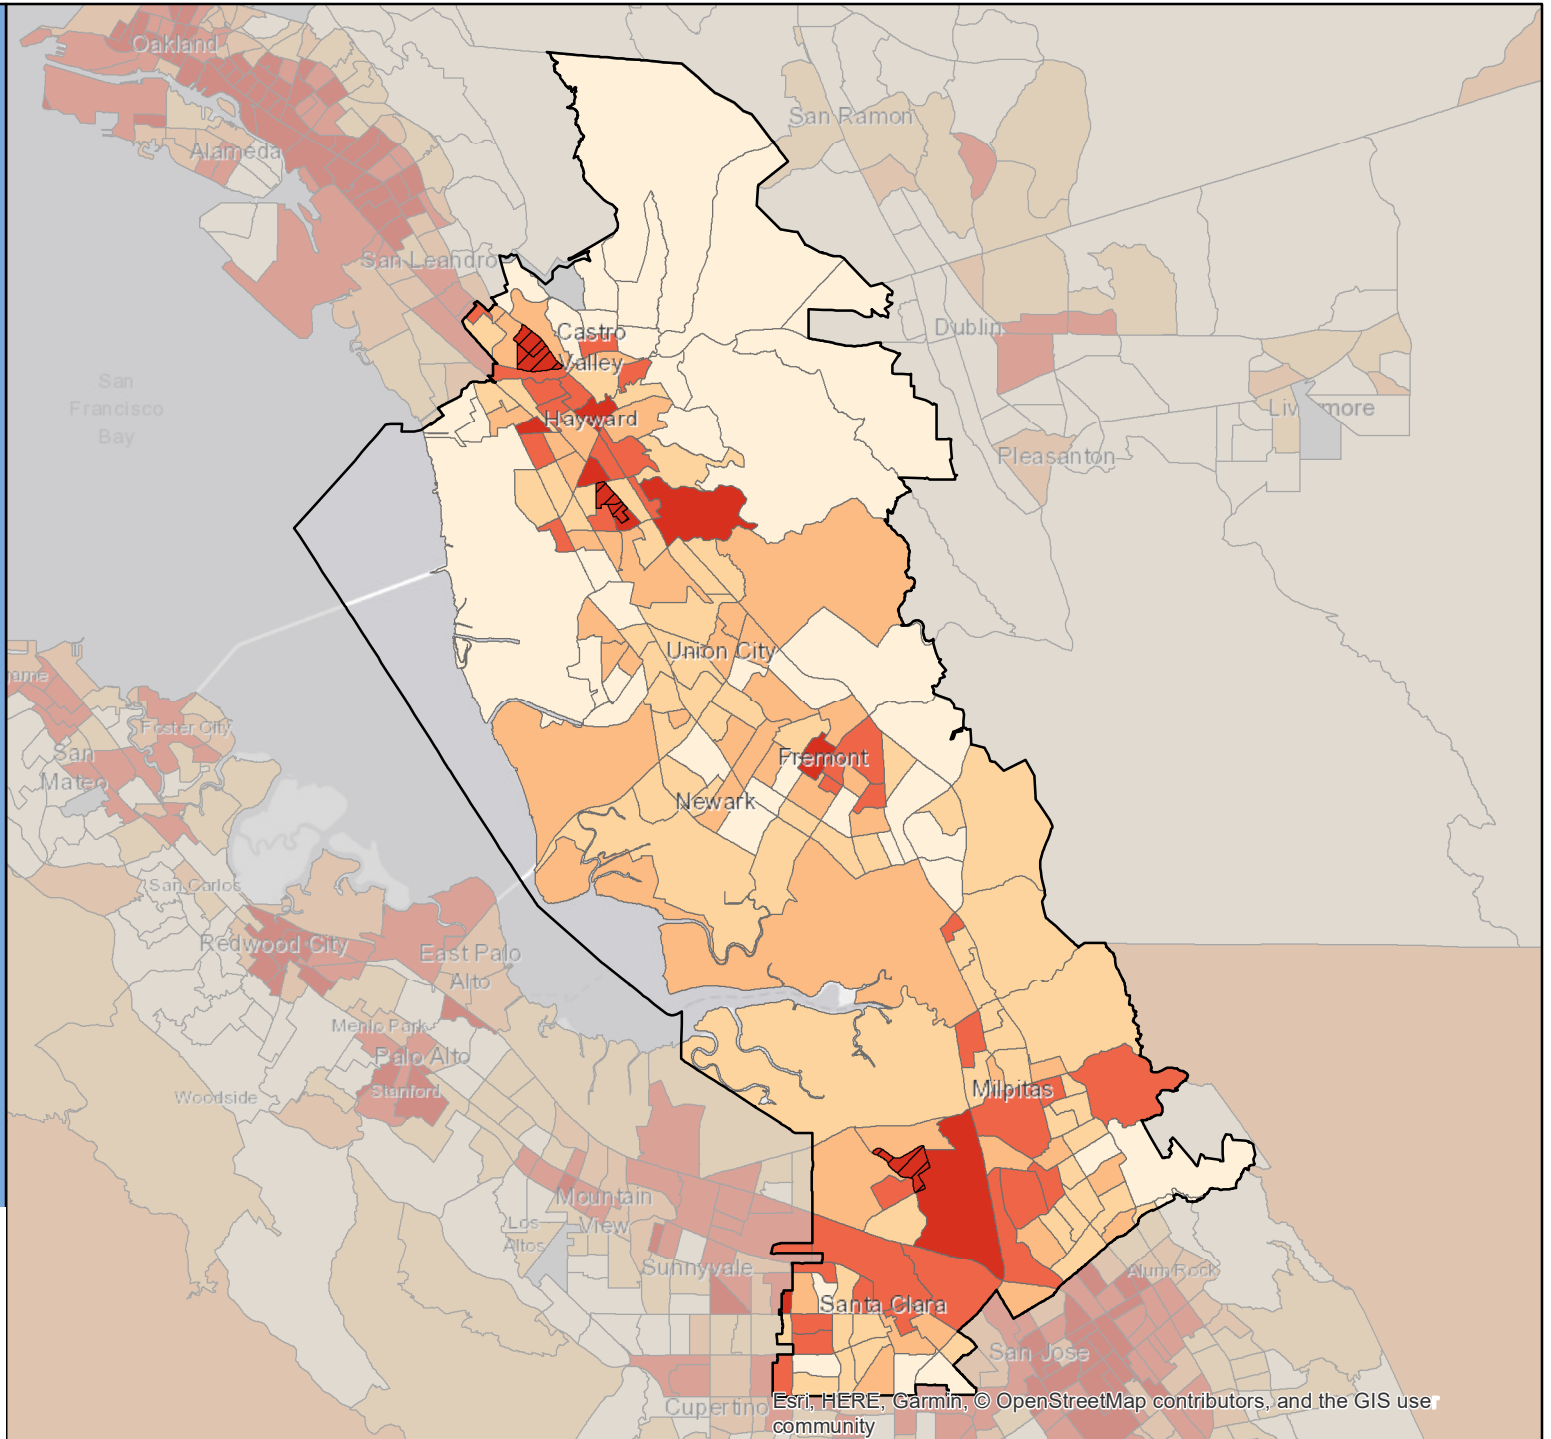 Oakland
San Ramon
Alameda
San Leandro
Castro
Valley
Dublin
San
Francisco
Bay
Hayward
Livermore
Pleasanton
Union City
San
Mateo
Foster City
Fremont
Newark
San Carlos
Redwood City
East Palo
Alto
Menlo Park
Palo Alto
Stanford
Woodside
Milpitas
Mountain
View
Los
Altos
Sunnyvale
Alum Rock
Santa Clara
San Jose
Cupertino
Esri, HERE, Garmin, © OpenStreetMap contributors, and the GIS user
community